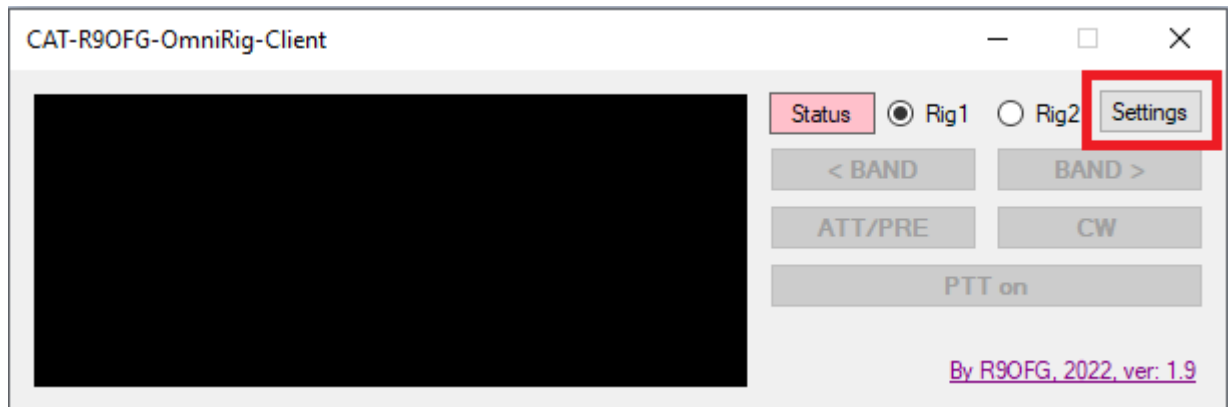 CAT-R9OFG-OmniRig-Client
Status Rig1 Rig2 Settings
< BAND BAND >
ATT/PRE CW
PTT on
By R9OFG, 2022, ver: 1.9